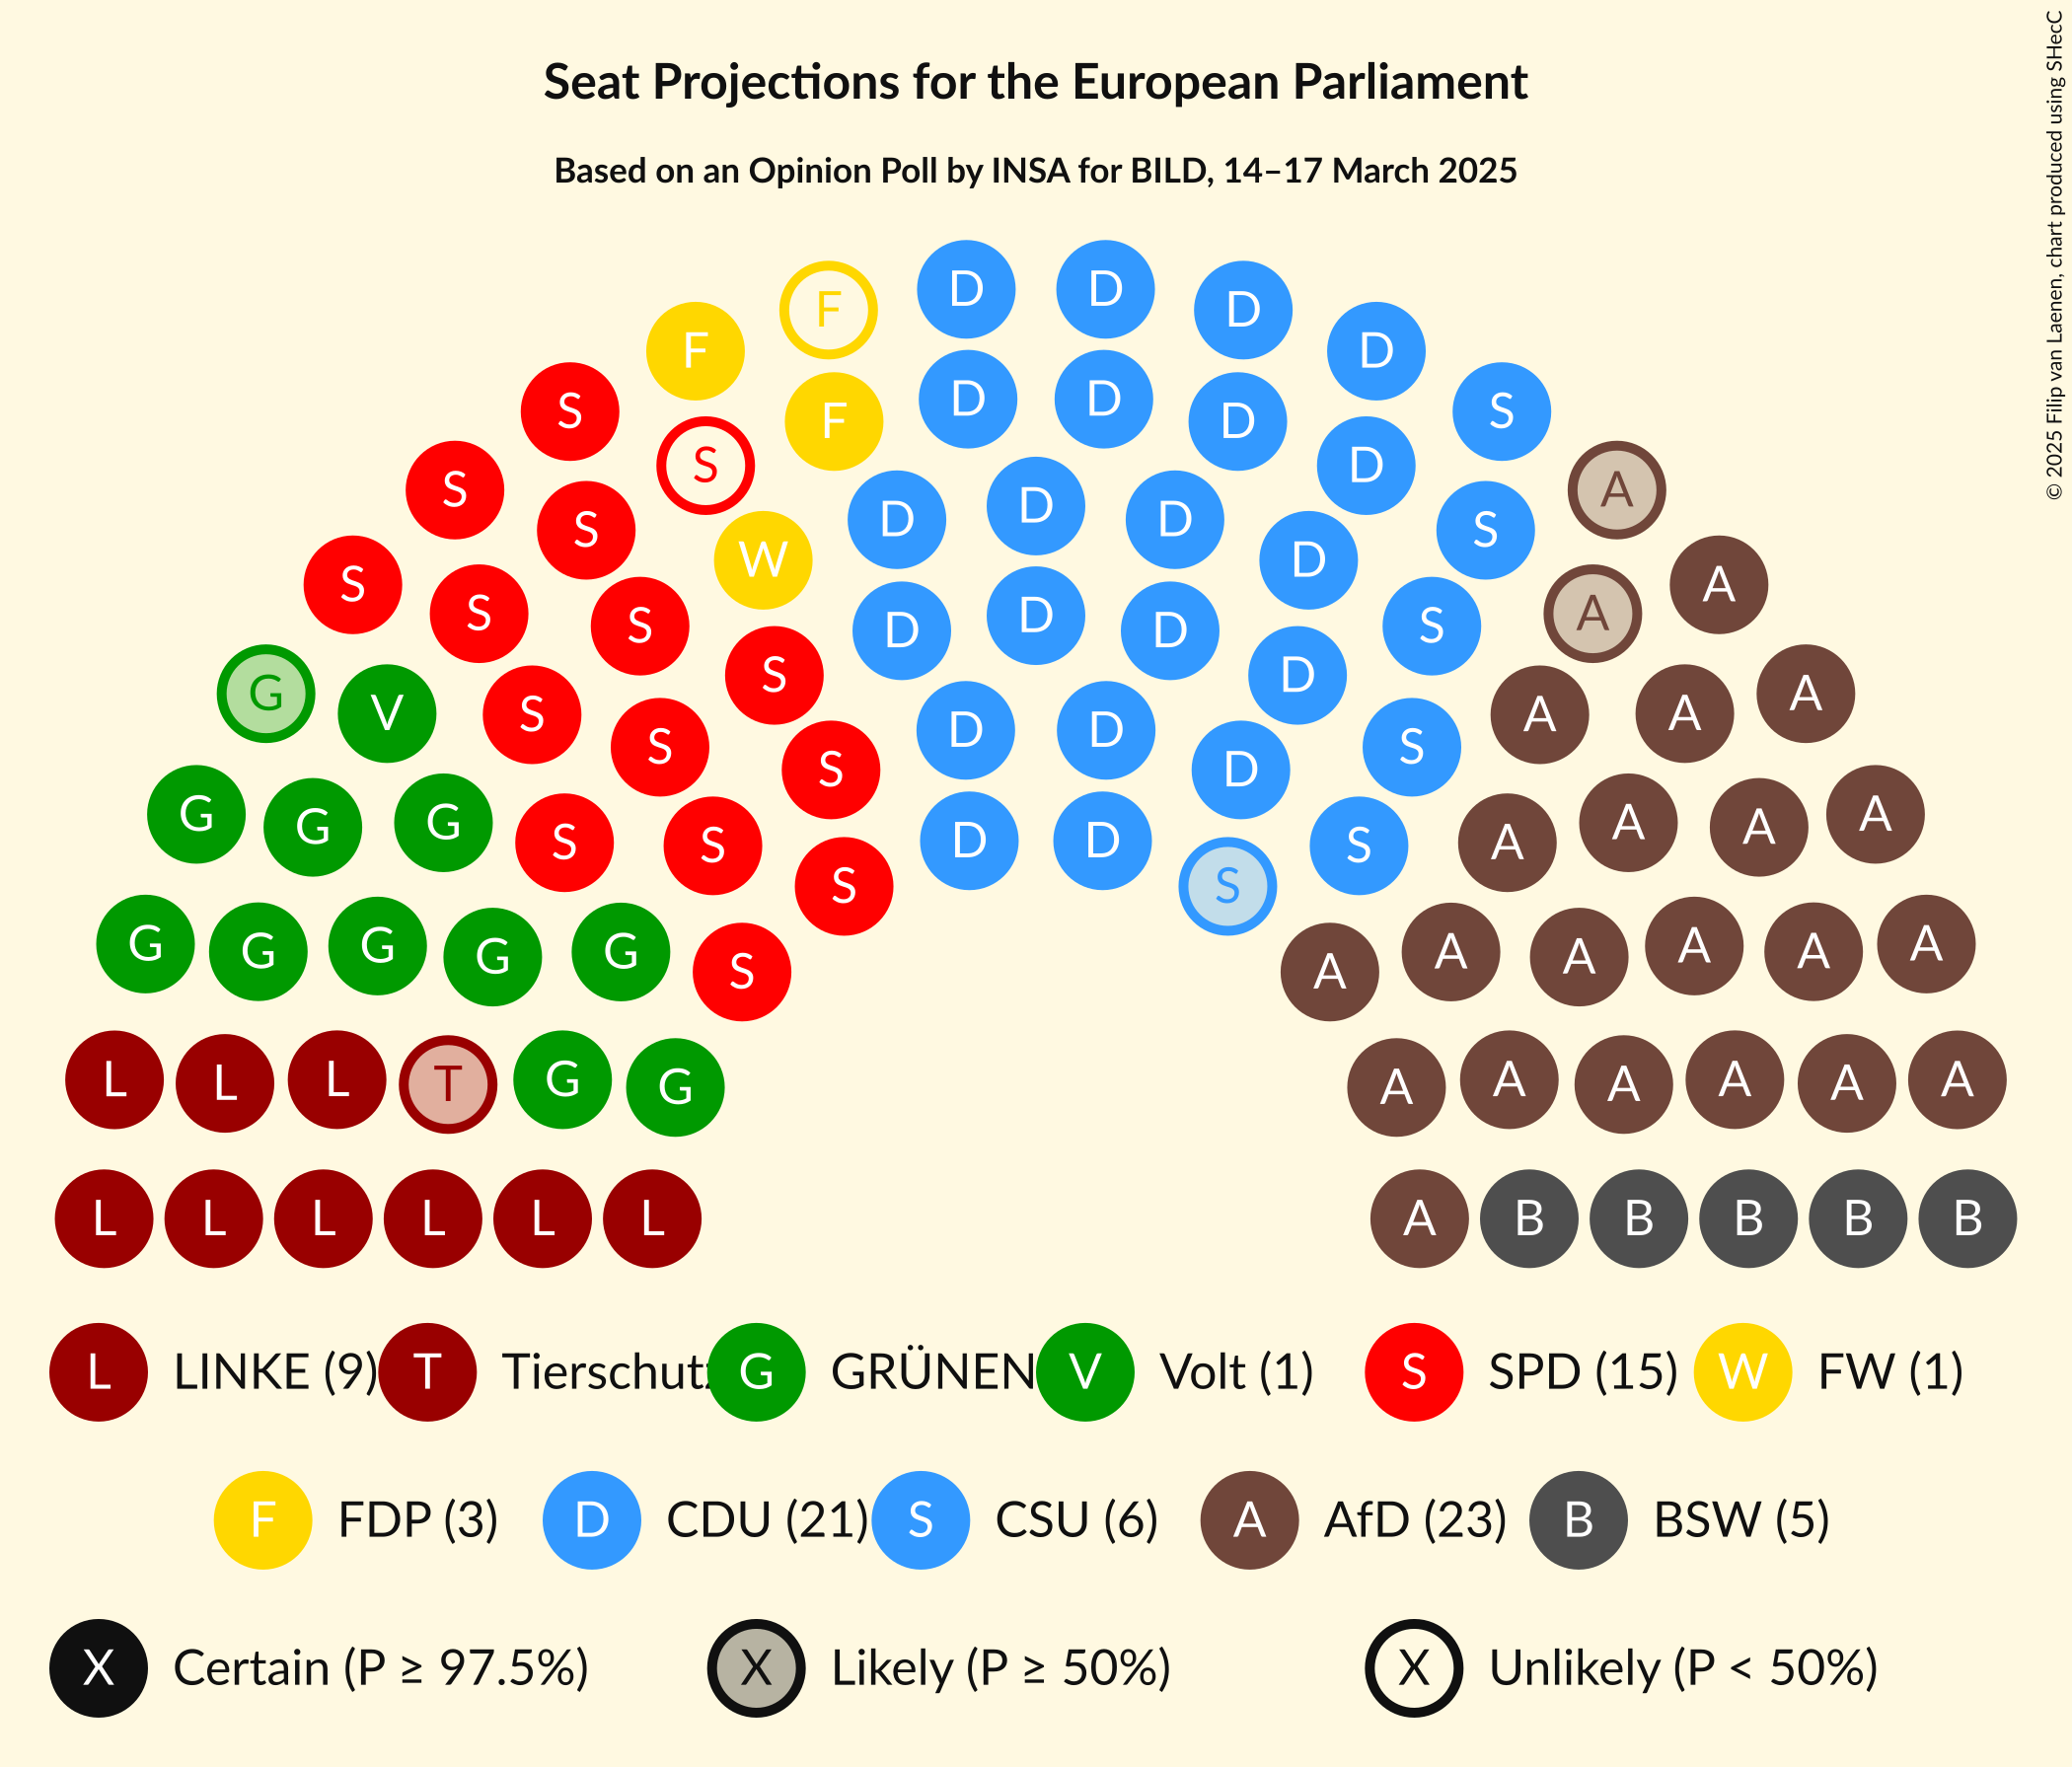 Seat Projections for the European Parliament
Based on an Opinion Poll by INSA for BILD, 14–17 March 2025
© 2025 Filip van Laenen, chart produced using SHecC
D D
F D
F D
F D D D
S S
S D
S D D
A
S S
W D D D D
S A
S A
S S D D D D S A
G V S S D S A A A
S S D D D S
G G G S S D D S A A A A
S S
G G G G G S A A A A A A
L L L T G G A A A A A A
L L L L L L A B B B B B
L LINKE (9) T Tierschutz G GRÜNEN V Volt (1) S SPD (15) W FW (1)
F FDP (3) D CDU (21) S CSU (6) A AfD (23) B BSW (5)
X Certain (P ≥ 97.5%) X Likely (P ≥ 50%) X Unlikely (P < 50%)